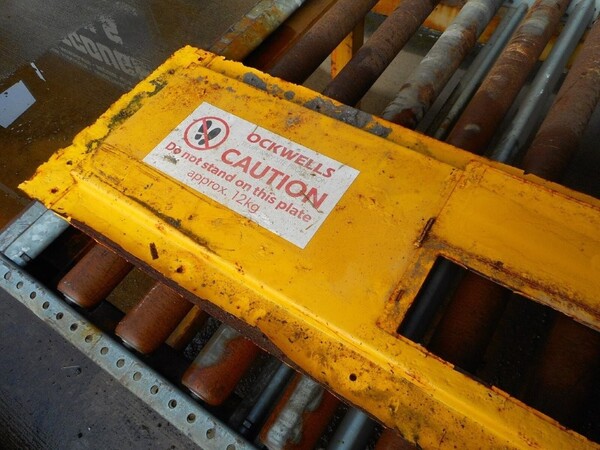 OCKWELLS
CAUTION
Do not stand on this plate
approx. 12kg